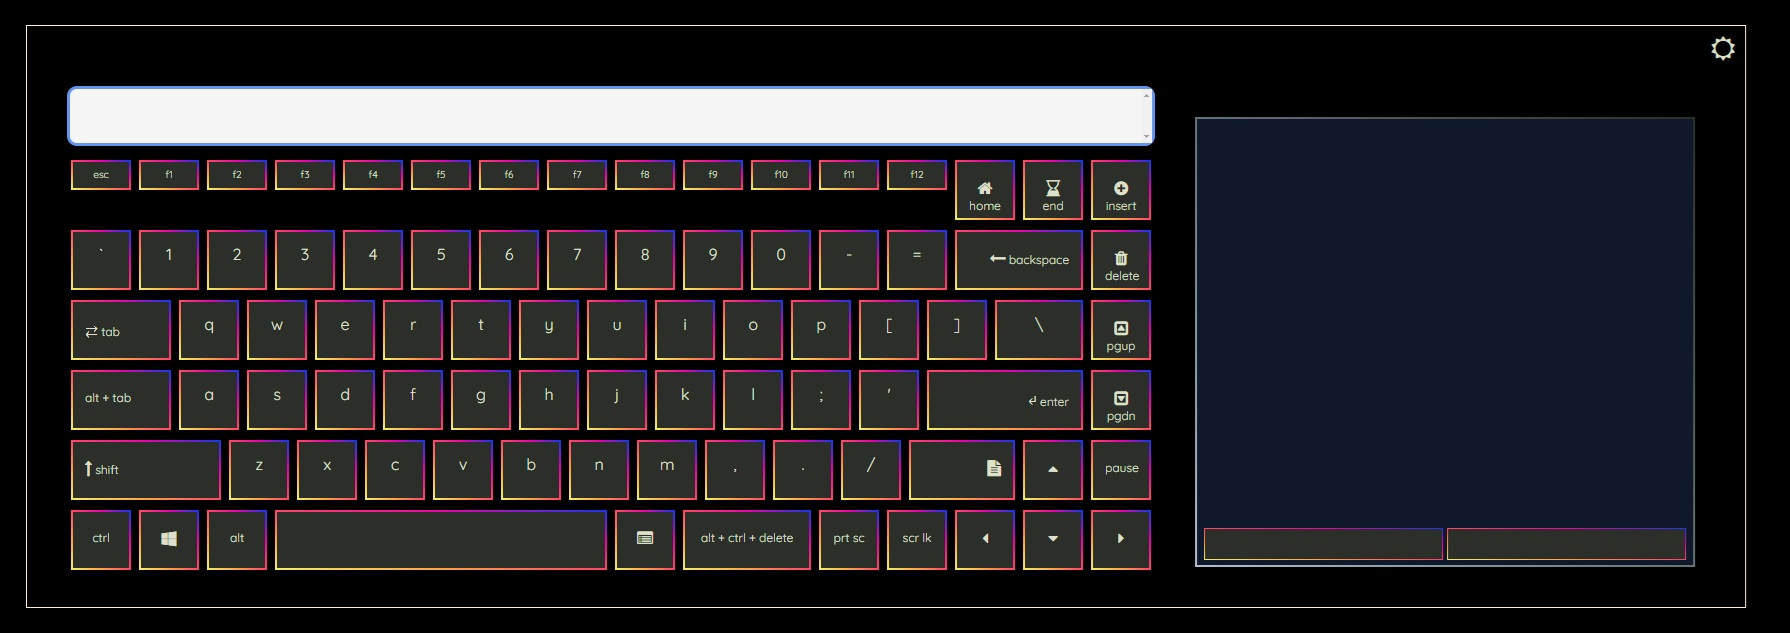 esc f1 f2 f3 f4 f5 f6 f7 f8 f9 f10 f11 f12 home end insert
` 1 2 3 4 5 6 7 8 9 0 - = backspace delete
tab q w e r t y u i o p [ ] \ pgup
alt + tab a s d f g h j k l ; ' enter pgdn
shift z x c v b n m , . / pause
ctrl alt alt + ctrl + delete prt sc scr lk